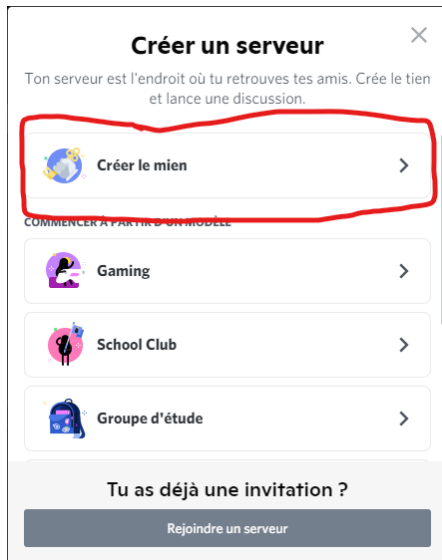 Créer un serveur
Ton serveur est l'endroit où tu retrouves tes amis. Crée le tien
et lance une discussion.
Créer le mien
COMMENCER À PARTIR D'UN MODÈLE
Gaming
School Club
Groupe d'étude
Tu as déjà une invitation ?
Rejoindre un serveur